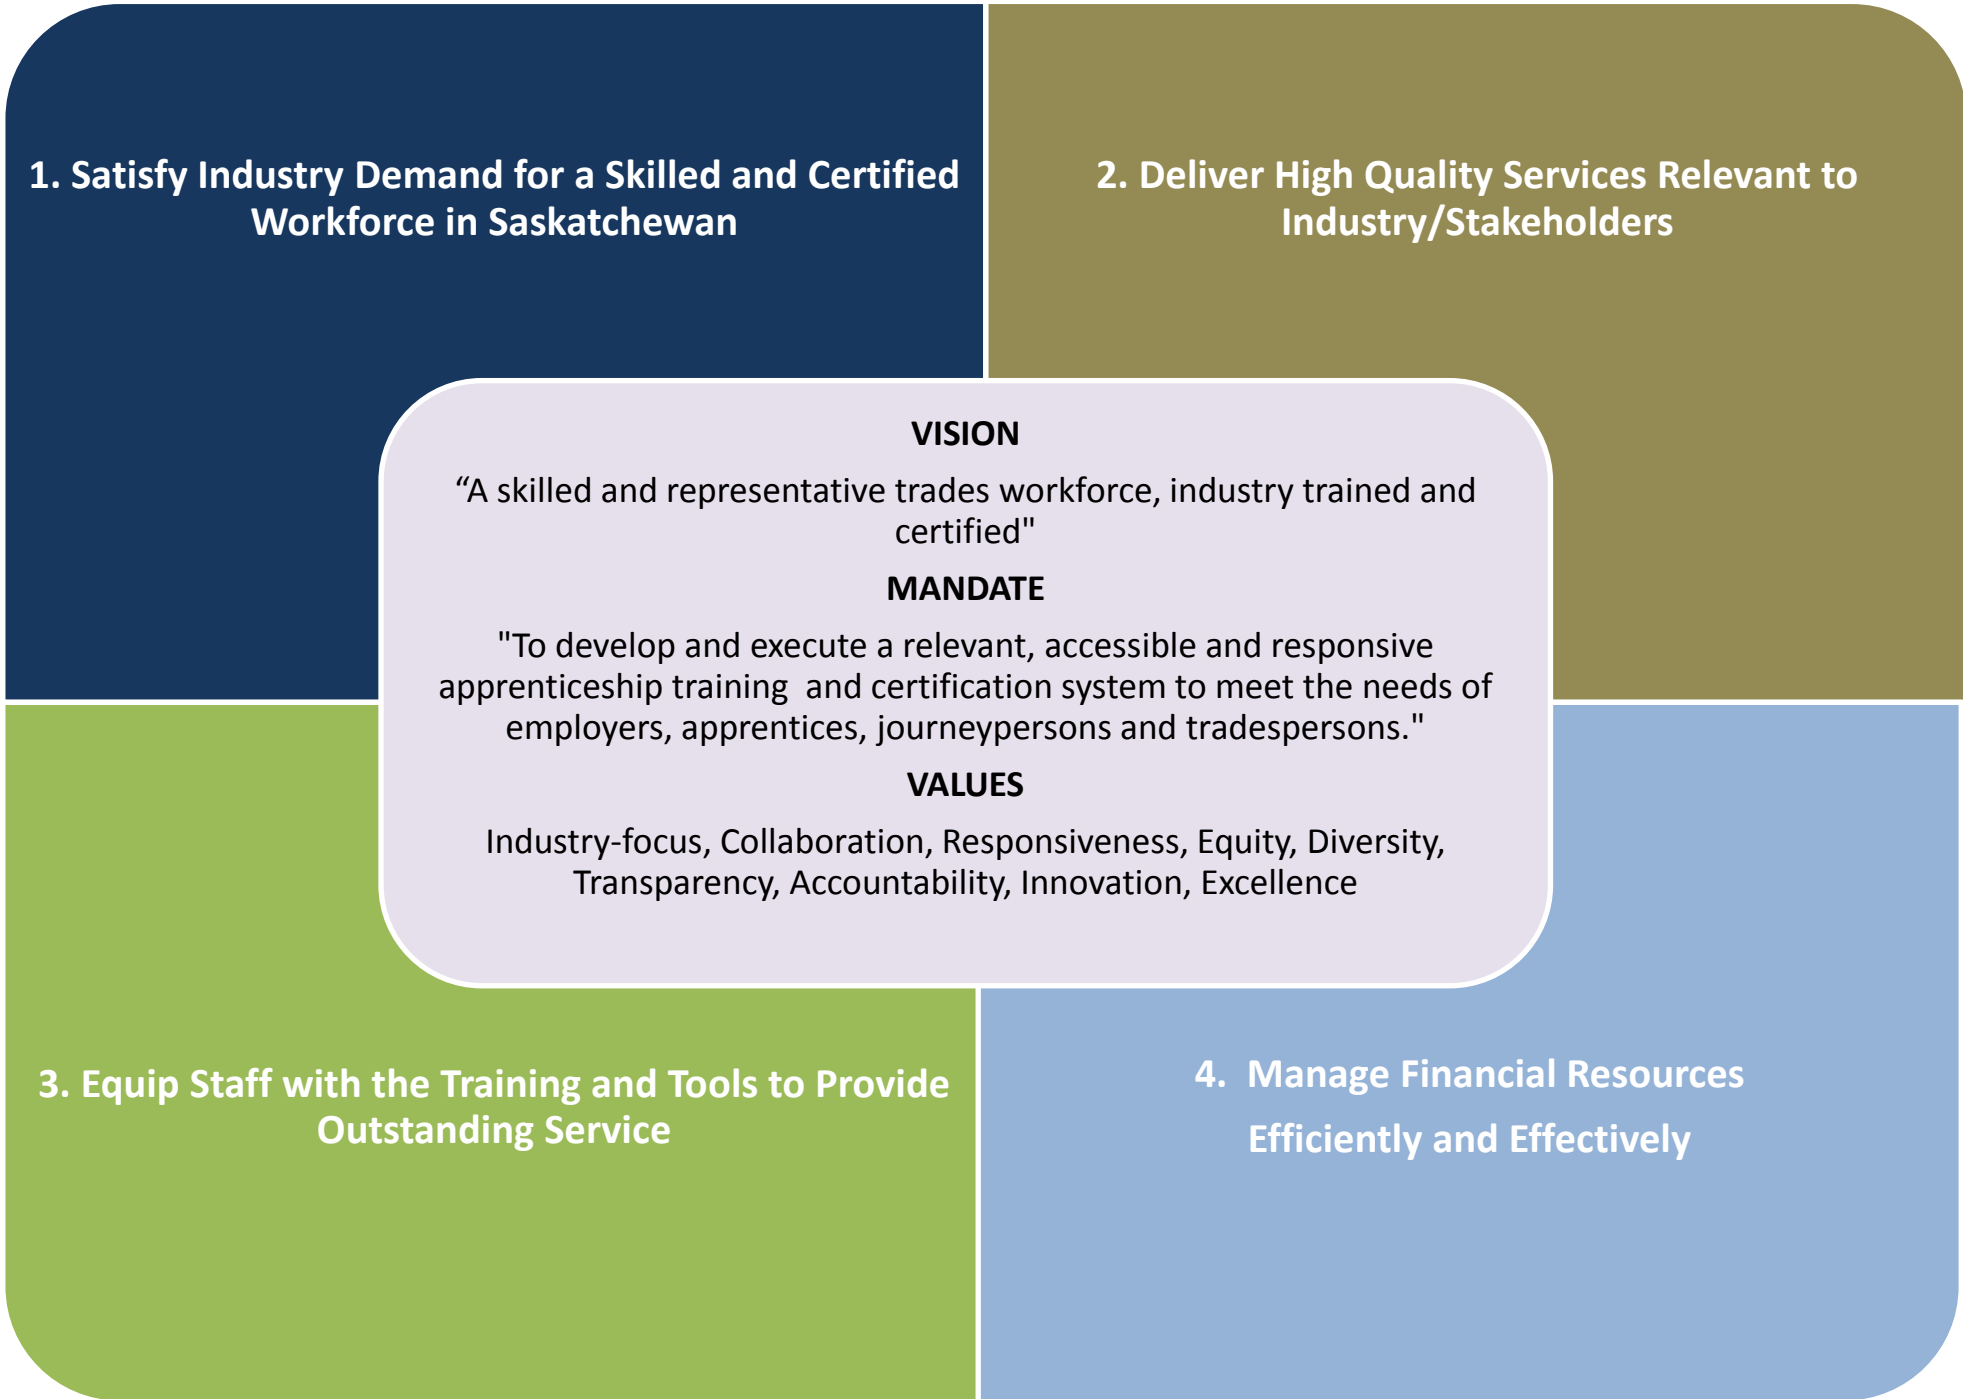 1. Satisfy Industry Demand for a Skilled and Certified
Workforce in Saskatchewan
2. Deliver High Quality Services Relevant to
Industry/Stakeholders
VISION
“A skilled and representative trades workforce, industry trained and
certified"
MANDATE
"To develop and execute a relevant, accessible and responsive
apprenticeship training  and certification system to meet the needs of
employers, apprentices, journeypersons and tradespersons."
VALUES
Industry-focus, Collaboration, Responsiveness, Equity, Diversity,
Transparency, Accountability, Innovation, Excellence
3. Equip Staff with the Training and Tools to Provide
Outstanding Service
4.  Manage Financial Resources
Efficiently and Effectively